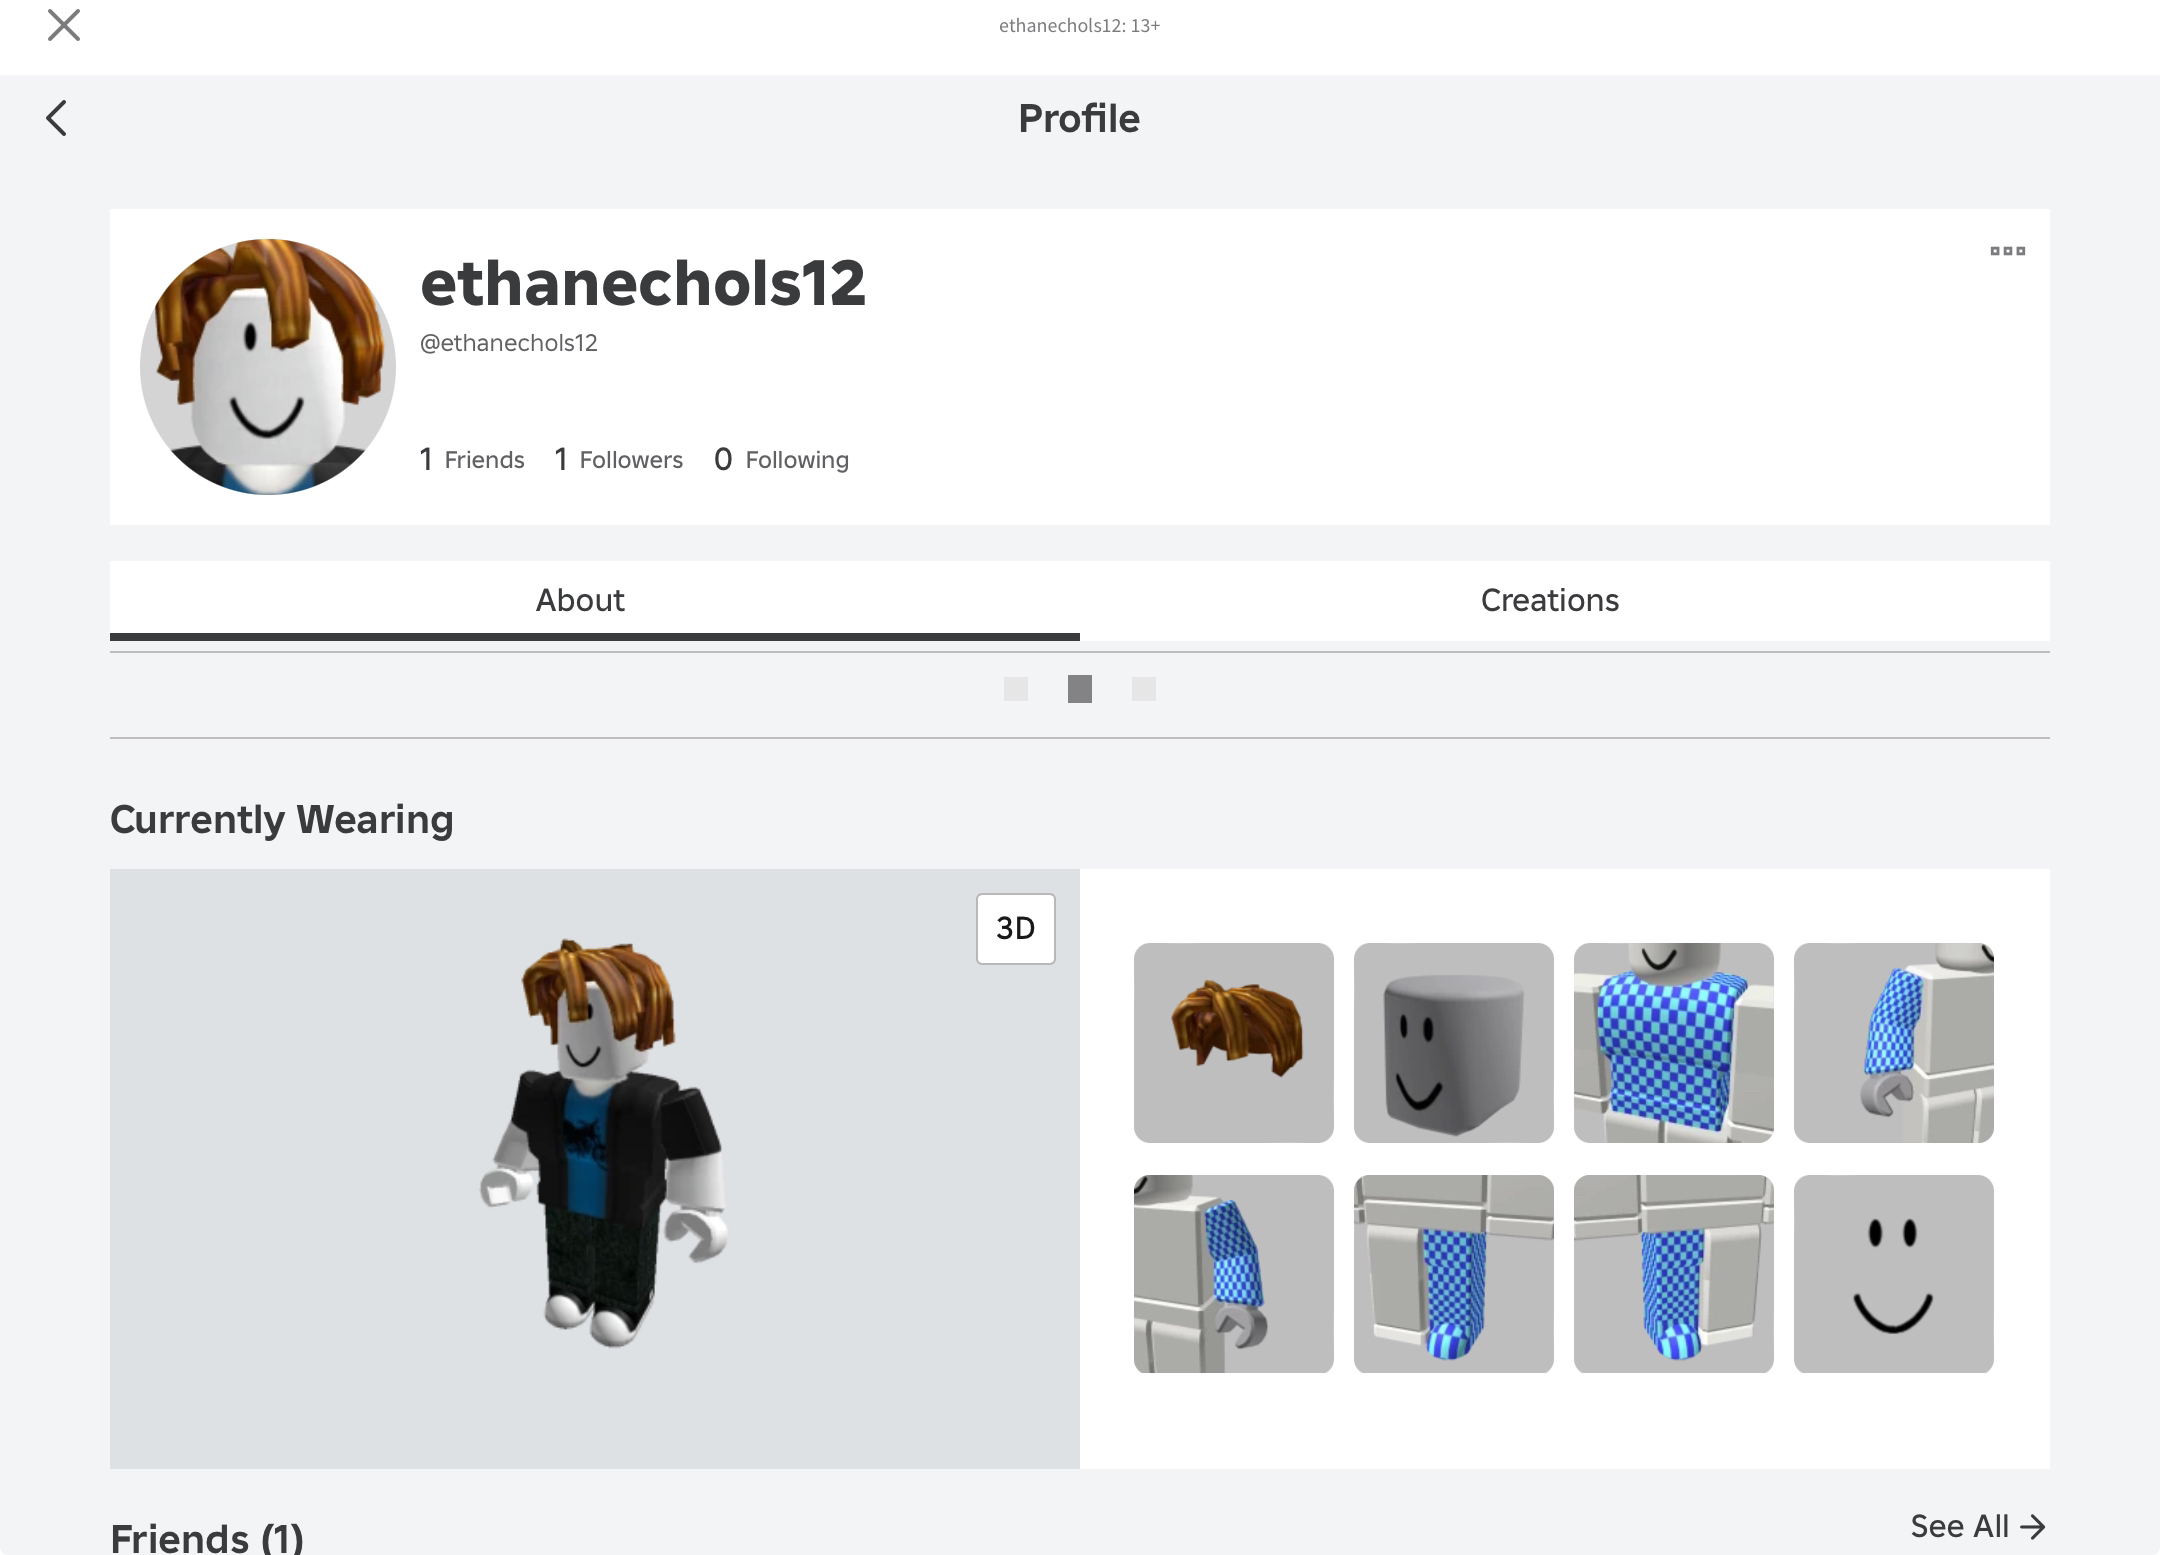 ethanechols12: 13+
Profile
ethanechols12
@ethanechols12
1 Friends 1 Followers 0 Following
About Creations
Currently Wearing
3D
Friends (1) See All